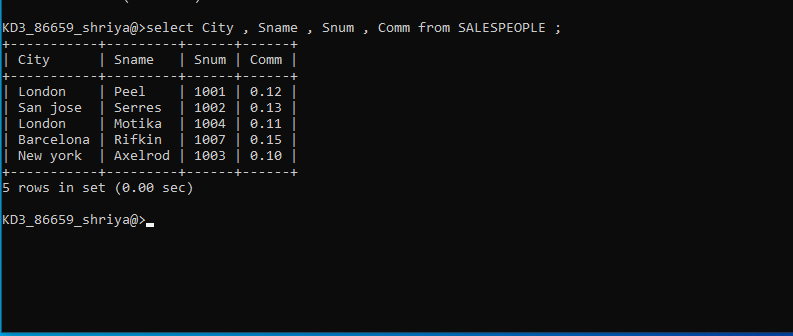 KD3_86659_shriya@>select City , Sname , Snum , Comm from SALESPEOPLE ;
+-----------+---------+------+------+
| City      | Sname   | Snum | Comm |
+-----------+---------+------+------+
| London    | Peel    | 1001 | 0.12 |
| San jose  | Serres  | 1002 | 0.13 |
| London    | Motika  | 1004 | 0.11 |
| Barcelona | Rifkin  | 1007 | 0.15 |
| New york  | Axelrod | 1003 | 0.10 |
+-----------+---------+------+------+
5 rows in set (0.00 sec)
KD3_86659_shriya@>